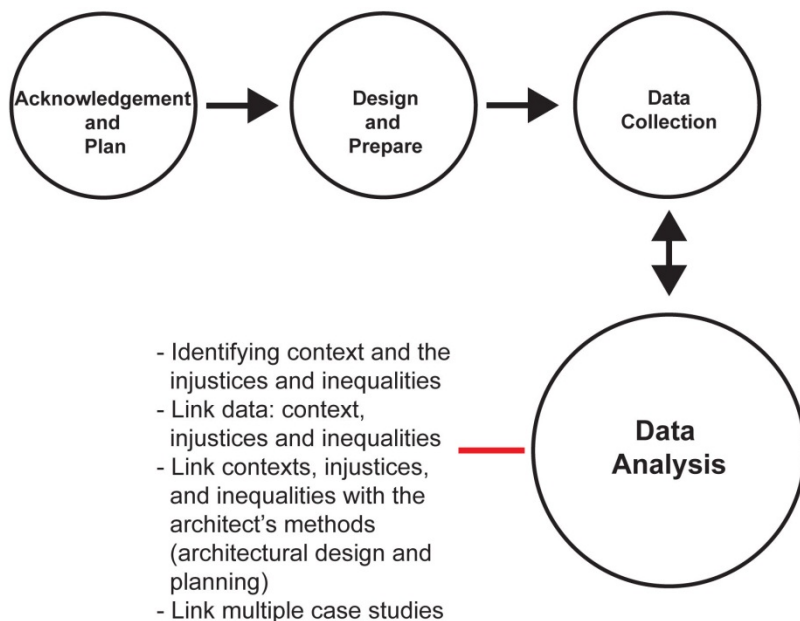 Acknowledgement
and
Plan
Design
and
Prepare
Data
Collection
- Identifying context and the
injustices and inequalities
- Link data: context,
injustices and inequalities
- Link contexts, injustices,
and inequalities with the
architect's methods
(architectural design and
planning)
- Link multiple case studies
Data
Analysis